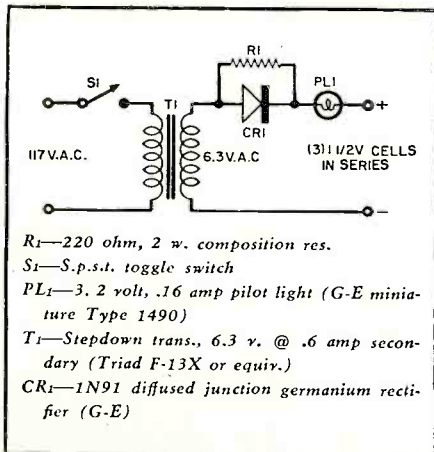 R1
S1
T1
PL1
+
CR1
117 V.A.C.
6.3 V.A.C
(3) 1 1/2V CELLS
IN SERIES
–
R1—220 ohm, 2 w. composition res.
S1—S.p.s.t. toggle switch
PL1—3. 2 volt, .16 amp pilot light (G-E minia-
ture Type 1490)
T1—Stepdown trans., 6.3 v. @ .6 amp secon-
dary (Triad F-13X or equiv.)
CR1—1N91 diffused junction germanium recti-
fier (G-E)